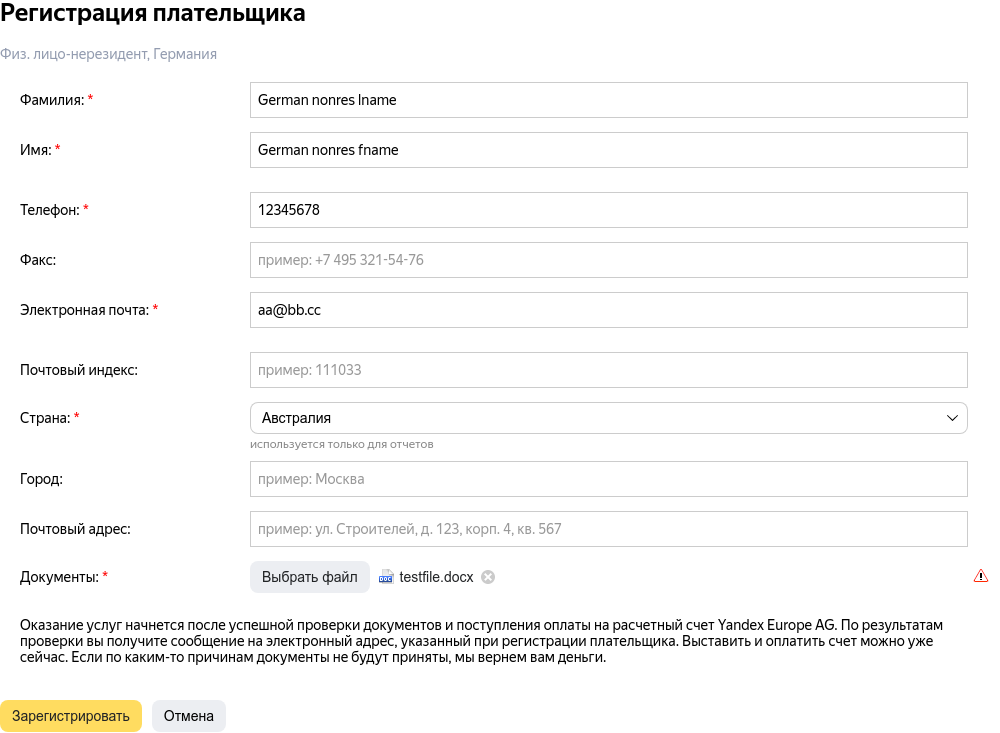 Регистрация плательщика
Физ. лицо-нерезидент, Германия
Фамилия: * German nonres lname
Имя: * German nonres fname
Телефон: * 12345678
Факс: пример: +7 495 321-54-76
Электронная почта: * aa@bb.cc
Почтовый индекс: пример: 111033
Страна: * Австралия
используется только для отчетов
Город: пример: Москва
Почтовый адрес: пример: ул. Строителей, д. 123, корп. 4, кв. 567
Документы: * Выбрать файл DOC testfile.docx
Оказание услуг начнется после успешной проверки документов и поступления оплаты на расчетный счет Yandex Europe AG. По результатам
проверки вы получите сообщение на электронный адрес, указанный при регистрации плательщика. Выставить и оплатить счет можно уже
сейчас. Если по каким-то причинам документы не будут приняты, мы вернем вам деньги.
Зарегистрировать Отмена